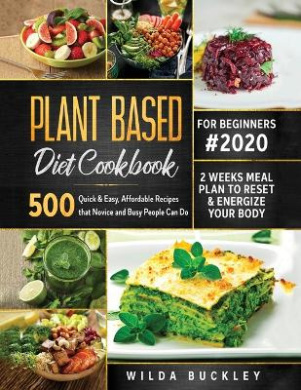 PLANT BASED
Diet Cookbook
500 Quick & Easy, Affordable Recipes
that Novice and Busy People Can Do
FOR BEGINNERS
#2020
2 WEEKS MEAL
PLAN TO RESET
& ENERGIZE
YOUR BODY
WILDA BUCKLEY